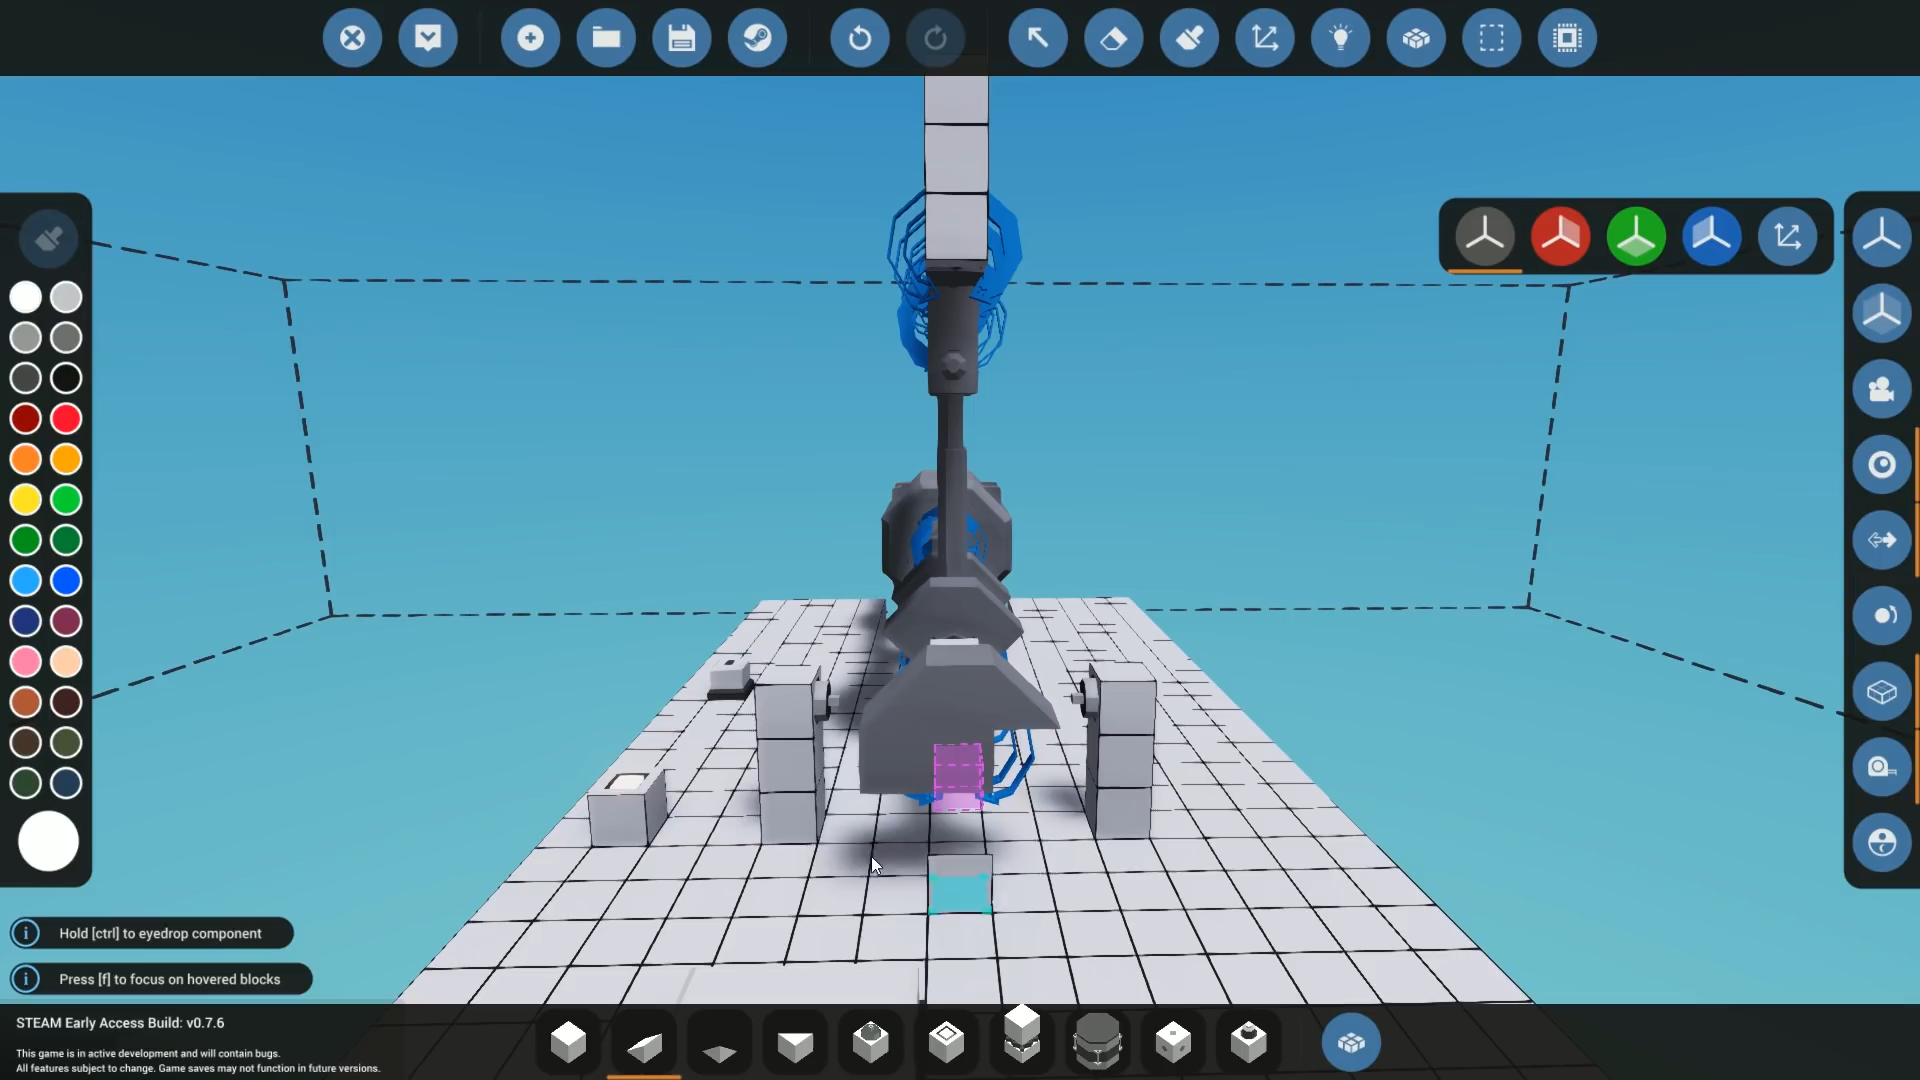 Hold [ctrl] to eyedrop component
Press [f] to focus on hovered blocks
STEAM Early Access Build: v0.7.6
This game is in active development and will contain bugs.
All features subject to change. Game saves may not function in future versions.